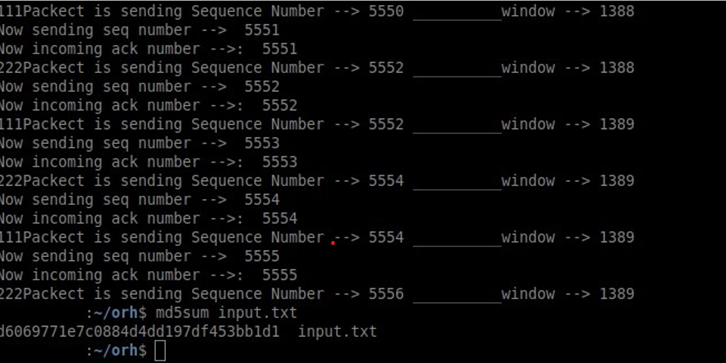 111Packect is sending Sequence Number --> 5550 __________window --> 1388
Now sending seq number -->  5551
Now incoming ack number -->:  5551
222Packect is sending Sequence Number --> 5552 __________window --> 1388
Now sending seq number -->  5552
Now incoming ack number -->:  5552
111Packect is sending Sequence Number --> 5552 __________window --> 1389
Now sending seq number -->  5553
Now incoming ack number -->:  5553
222Packect is sending Sequence Number --> 5554 __________window --> 1389
Now sending seq number -->  5554
Now incoming ack number -->:  5554
111Packect is sending Sequence Number --> 5554 __________window --> 1389
Now sending seq number -->  5555
Now incoming ack number -->:  5555
222Packect is sending Sequence Number --> 5556 __________window --> 1389
:~/orh$ md5sum input.txt
d6069771e7c0884d4dd197df453bb1d1  input.txt
:~/orh$